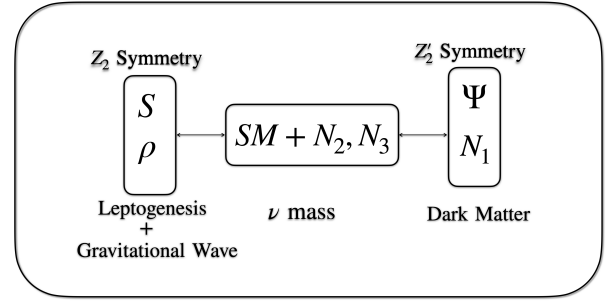 Z₂ Symmetry
S
ρ
Leptogenesis
+
Gravitational Wave
SM + N₂, N₃
ν mass
Z₂′ Symmetry
Ψ
N₁
Dark Matter